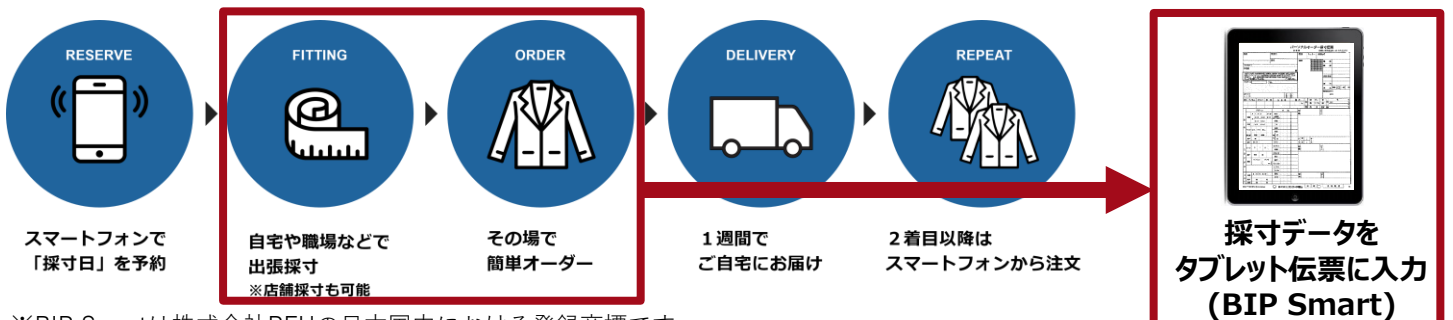 RESERVE
FITTING
ORDER
DELIVERY
REPEAT
スマートフォンで
「採寸日」を予約
自宅や職場などで
出張採寸
※店舗採寸も可能
その場で
簡単オーダー
１週間で
ご自宅にお届け
２着目以降は
スマートフォンから注文
採寸データを
タブレット伝票に入力
(BIP Smart)